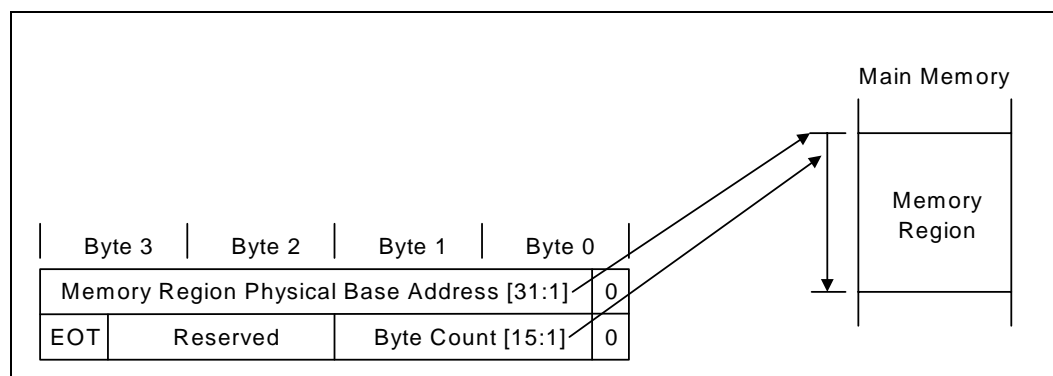 Main Memory
Memory
Region
Byte 3 Byte 2 Byte 1 Byte 0
Memory Region Physical Base Address [31:1] 0
EOT Reserved Byte Count [15:1] 0